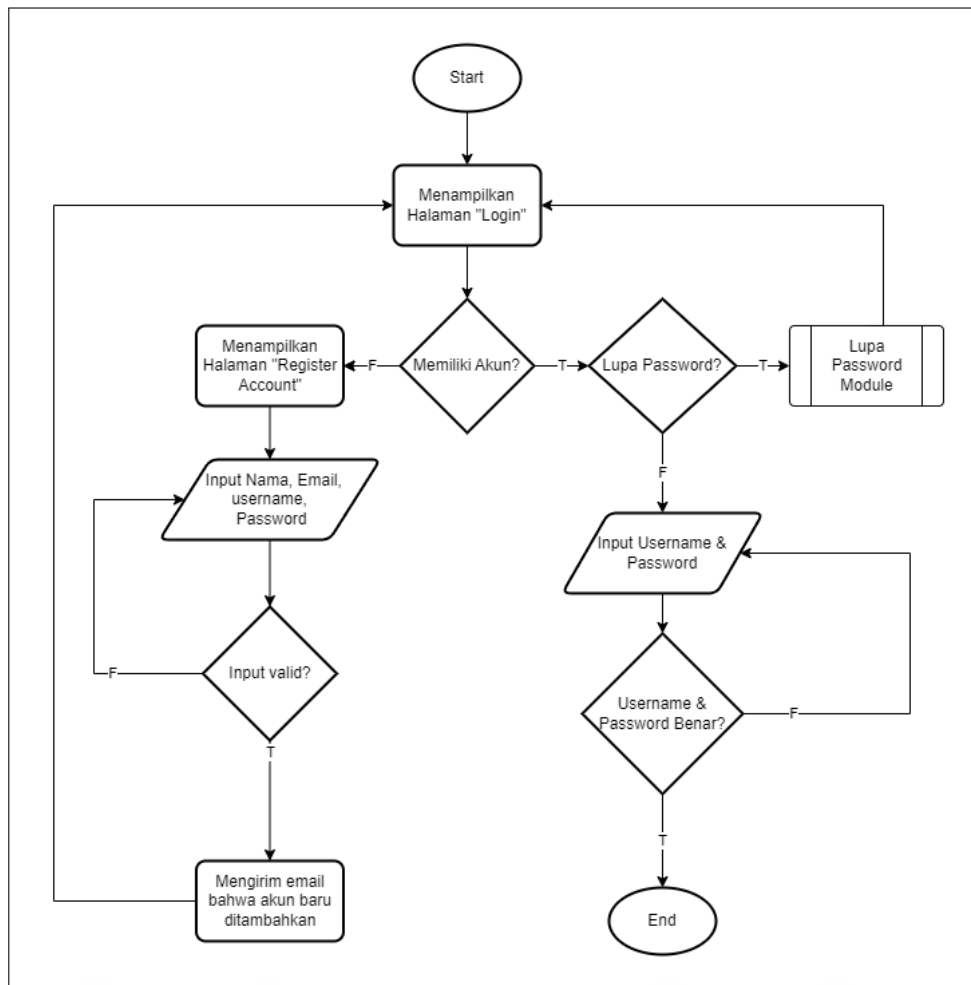 Start
Menampilkan
Halaman "Login"
Menampilkan
Halaman "Register
Account"
F
Memiliki Akun?
T
Lupa Password?
T
Lupa
Password
Module
Input Nama, Email,
username,
Password
F
Input Username &
Password
Input valid?
F
Username &
Password Benar?
F
T
T
Mengirim email
bahwa akun baru
ditambahkan
End